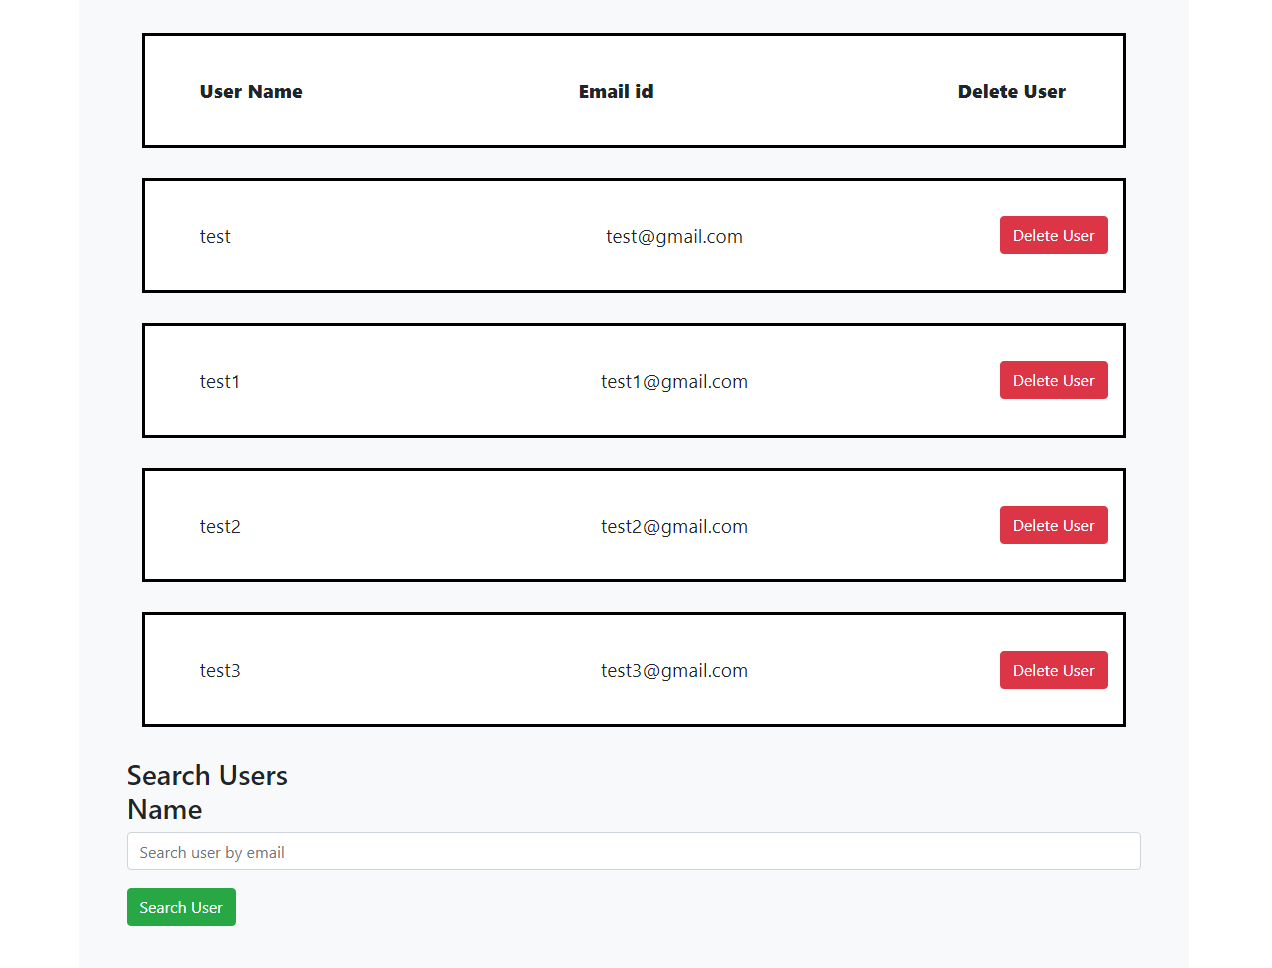 User Name Email id Delete User
test test@gmail.com Delete User
test1 test1@gmail.com Delete User
test2 test2@gmail.com Delete User
test3 test3@gmail.com Delete User
Search Users
Name
Search user by email
Search User